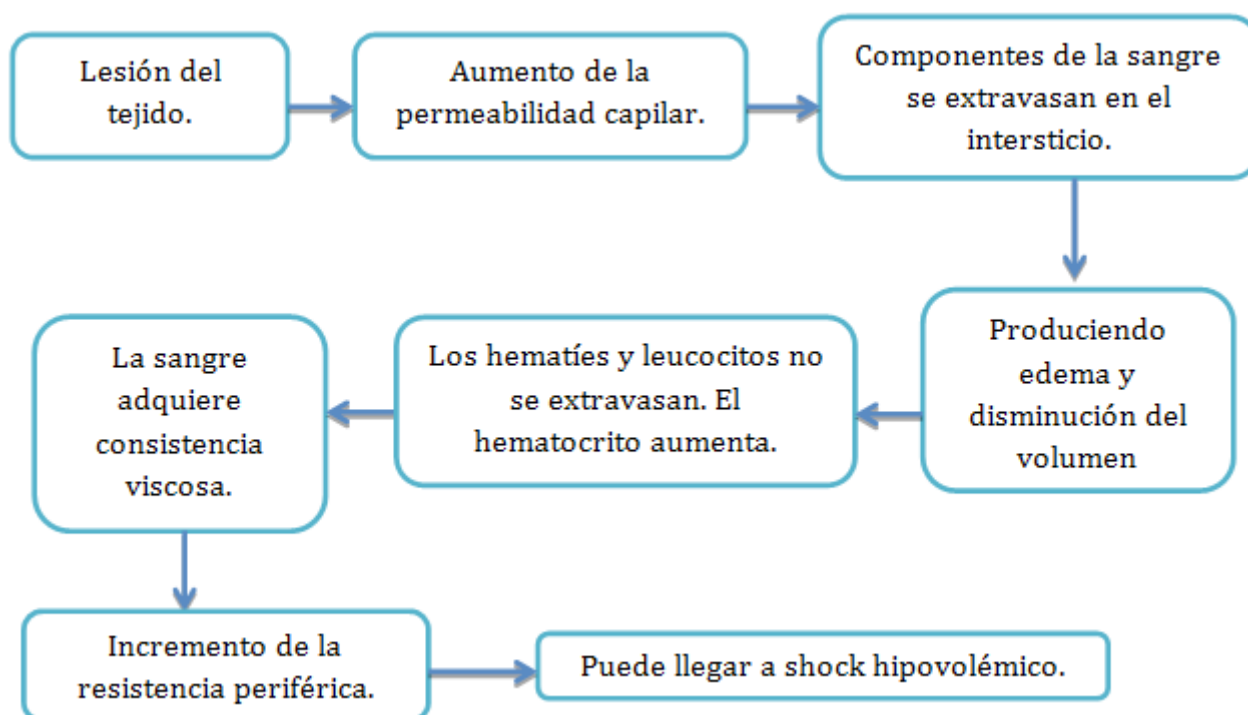 Lesión del
tejido.
Aumento de la
permeabilidad capilar.
Componentes de la sangre
se extravasan en el
intersticio.
Produciendo
edema y
disminución del
volumen
Los hematíes y leucocitos no
se extravasan. El
hematocrito aumenta.
La sangre
adquiere
consistencia
viscosa.
Incremento de la
resistencia periférica.
Puede llegar a shock hipovolémico.